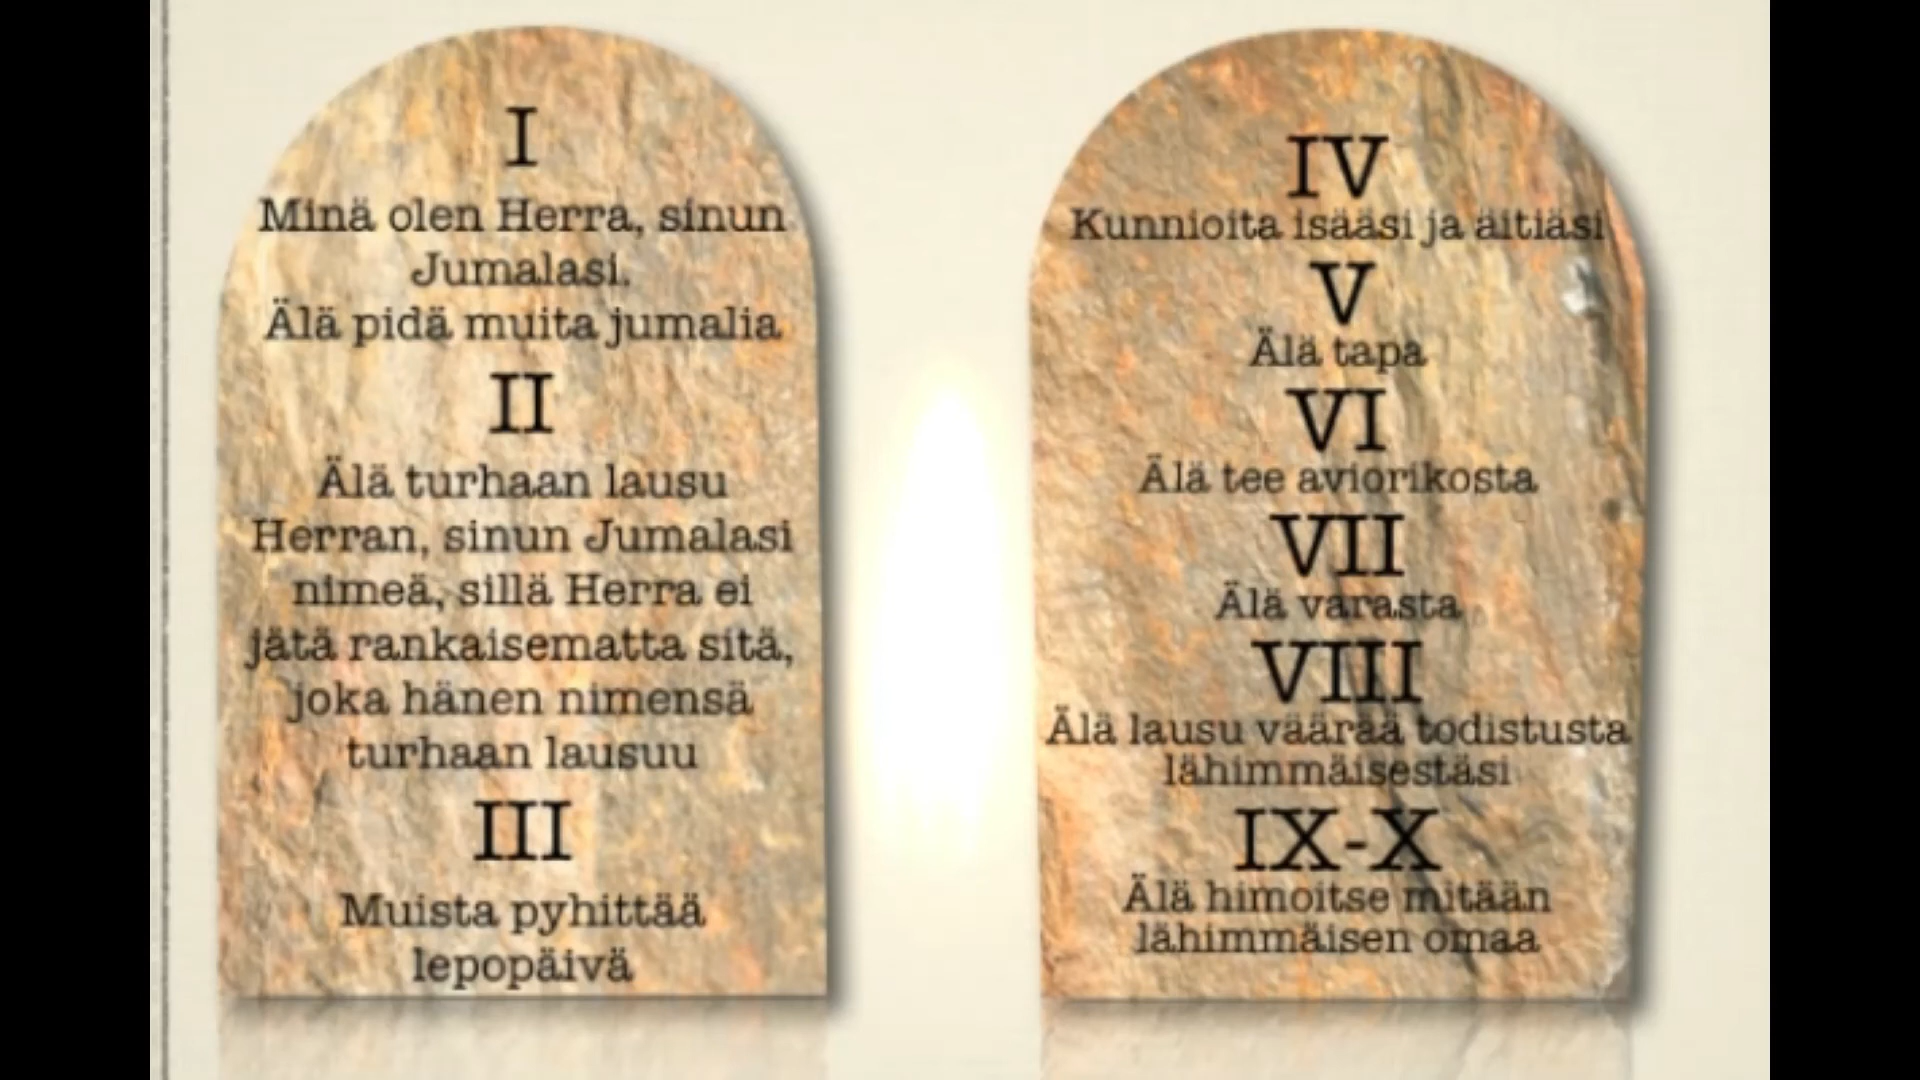 I
Minä olen Herra, sinun
Jumalasi.
Älä pidä muita jumalia
II
Älä turhaan lausu
Herran, sinun Jumalasi
nimeä, sillä Herra ei
jätä rankaisematta sitä,
joka hänen nimensä
turhaan lausuu
III
Muista pyhittää
lepopäivä
IV
Kunnioita isääsi ja äitiäsi
V
Älä tapa
VI
Älä tee aviorikosta
VII
Älä varasta
VIII
Älä lausu väärää todistusta
lähimmäisestäsi
IX-X
Älä himoitse mitään
lähimmäisen omaa